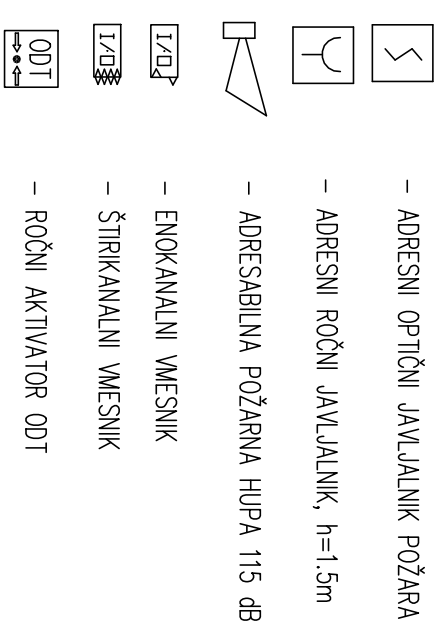 - ADRESNI OPTIČNI JAVLJALNIK POŽARA
- ADRESNI ROČNI JAVLJALNIK, h=1.5m
- ADRESABILNA POŽARNA HUPA 115 dB
I/O - ENOKANALNI VMESNIK
I/O - ŠTIRIKANALNI VMESNIK
ODT - ROČNI AKTIVATOR ODT